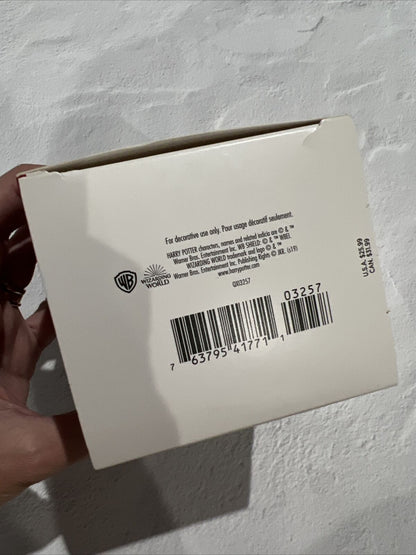 For decorative use only. Pour usage décoratif seulement.
HARRY POTTER characters, names and related indicia are © & ™
Warner Bros. Entertainment Inc. WB SHIELD: © & ™ WBEI.
WIZARDING WORLD trademark and logo © & ™
Warner Bros. Entertainment Inc. Publishing Rights © JKR. (s19)
www.harrypotter.com
QXI3257
WB
WIZARDING
WORLD
03257
7 63795 41771 1
U.S.A. $25.99
CAN. $31.99